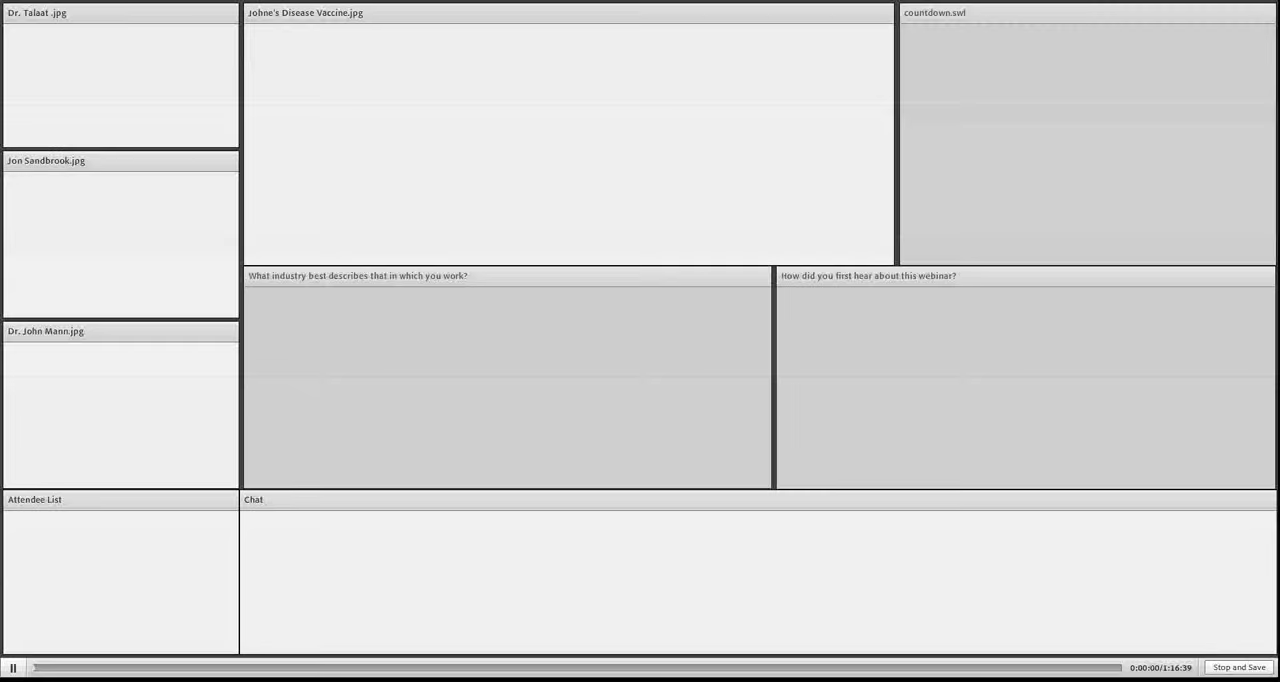 Dr. Talaat .jpg
Johne's Disease Vaccine.jpg
countdown.swf
Jon Sandbrook.jpg
What industry best describes that in which you work?
How did you first hear about this webinar?
Dr. John Mann.jpg
Attendee List
Chat
0:00:00/1:16:39
Stop and Save